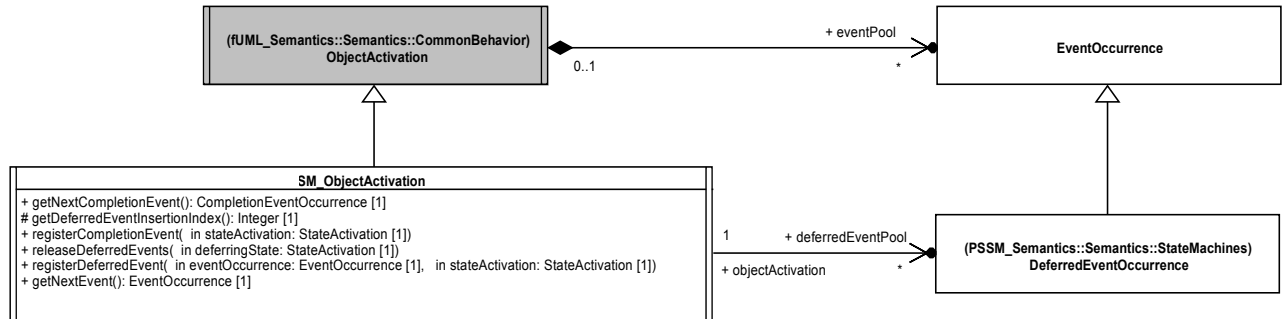 (fUML_Semantics::Semantics::CommonBehavior)
ObjectActivation
+ eventPool
0..1
*
EventOccurrence
SM_ObjectActivation
+ getNextCompletionEvent(): CompletionEventOccurrence [1]
# getDeferredEventInsertionIndex(): Integer [1]
+ registerCompletionEvent( in stateActivation: StateActivation [1])
+ releaseDeferredEvents( in deferringState: StateActivation [1])
+ registerDeferredEvent( in eventOccurrence: EventOccurrence [1], in stateActivation: StateActivation [1])
+ getNextEvent(): EventOccurrence [1]
1
+ deferredEventPool
+ objectActivation
*
(PSSM_Semantics::Semantics::StateMachines)
DeferredEventOccurrence